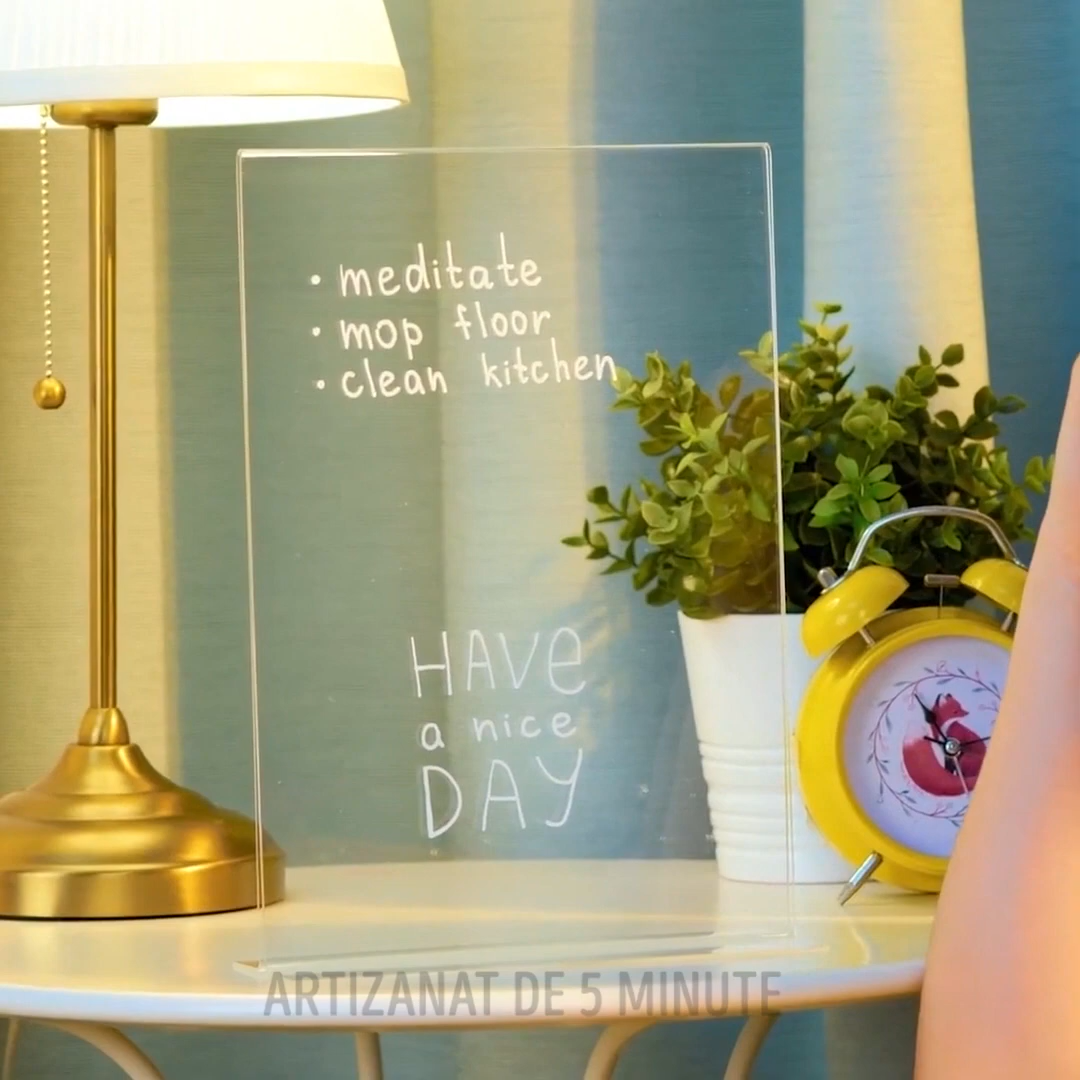 • meditate
• mop floor
• clean kitchen
HAVE
a nice
DAY
ARTIZANAT DE 5 MINUTE